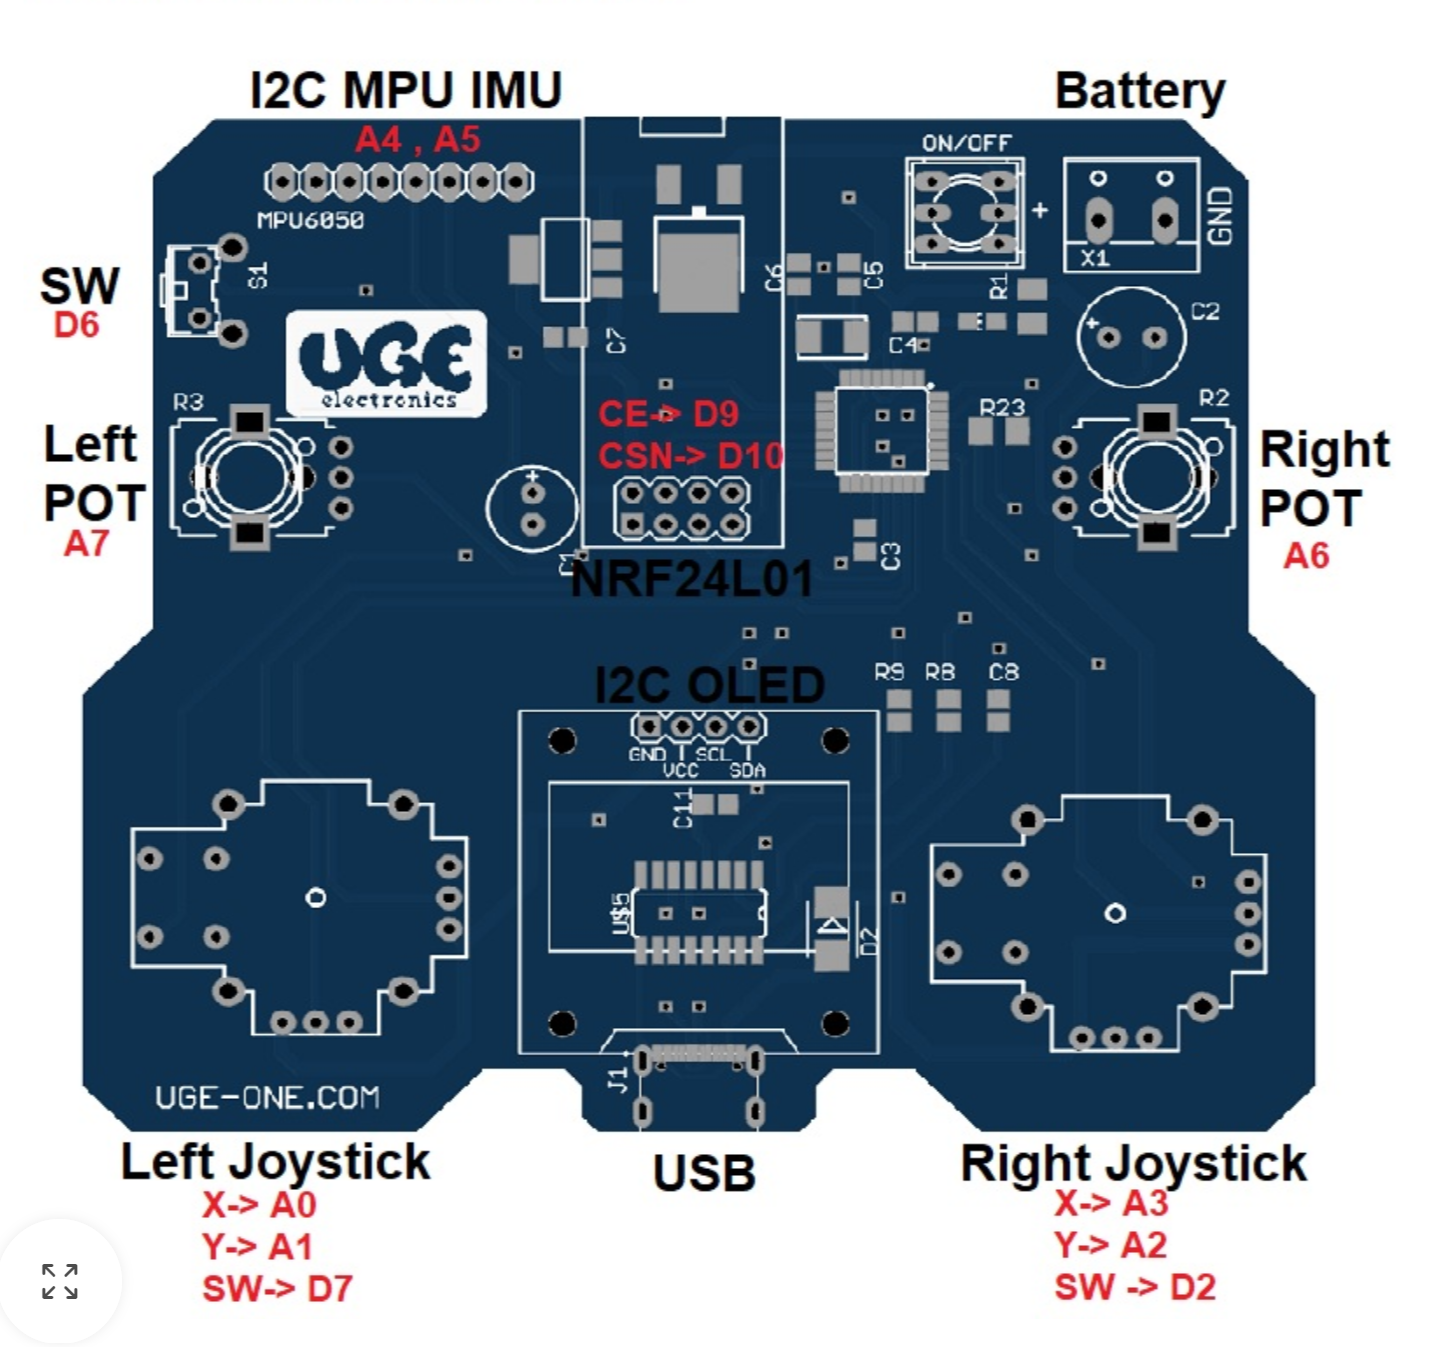 I2C MPU IMU
Battery
A4 , A5
ON/OFF
MPU6050
+
GND
X1
SW
D6
S1
C6
C5
R1
C2
+
UGE
electronics
C7
C4
R3
Left
POT
A7
CE-> D9
CSN-> D10
R23
R2
Right
POT
A6
+
C1
C3
NRF24L01
I2C OLED
R9 R8 C8
GND SCL
VCC SDA
C11
U$5
D2
J1
UGE-ONE.COM
Left Joystick
X-> A0
Y-> A1
SW-> D7
USB
Right Joystick
X-> A3
Y-> A2
SW -> D2